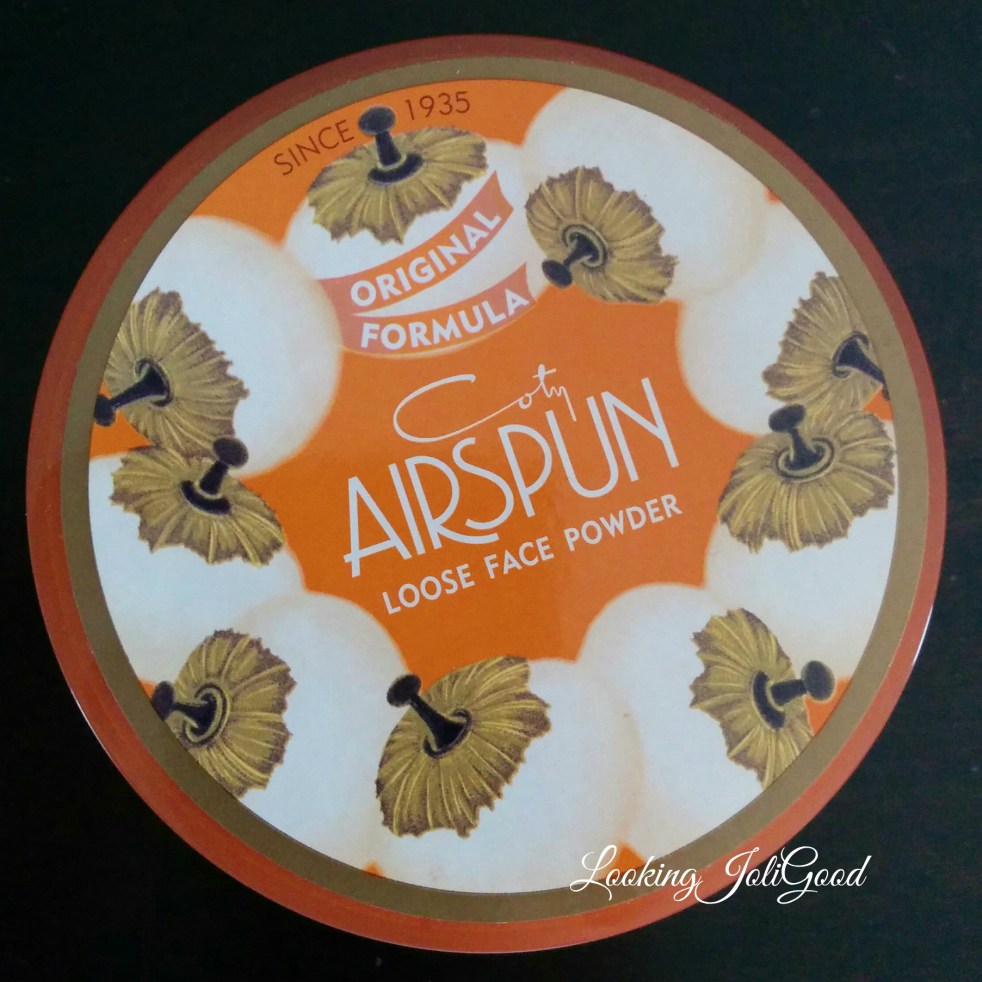 SINCE 1935
ORIGINAL
FORMULA
Coty
AIRSPUN
LOOSE FACE POWDER
Looking JoliGood